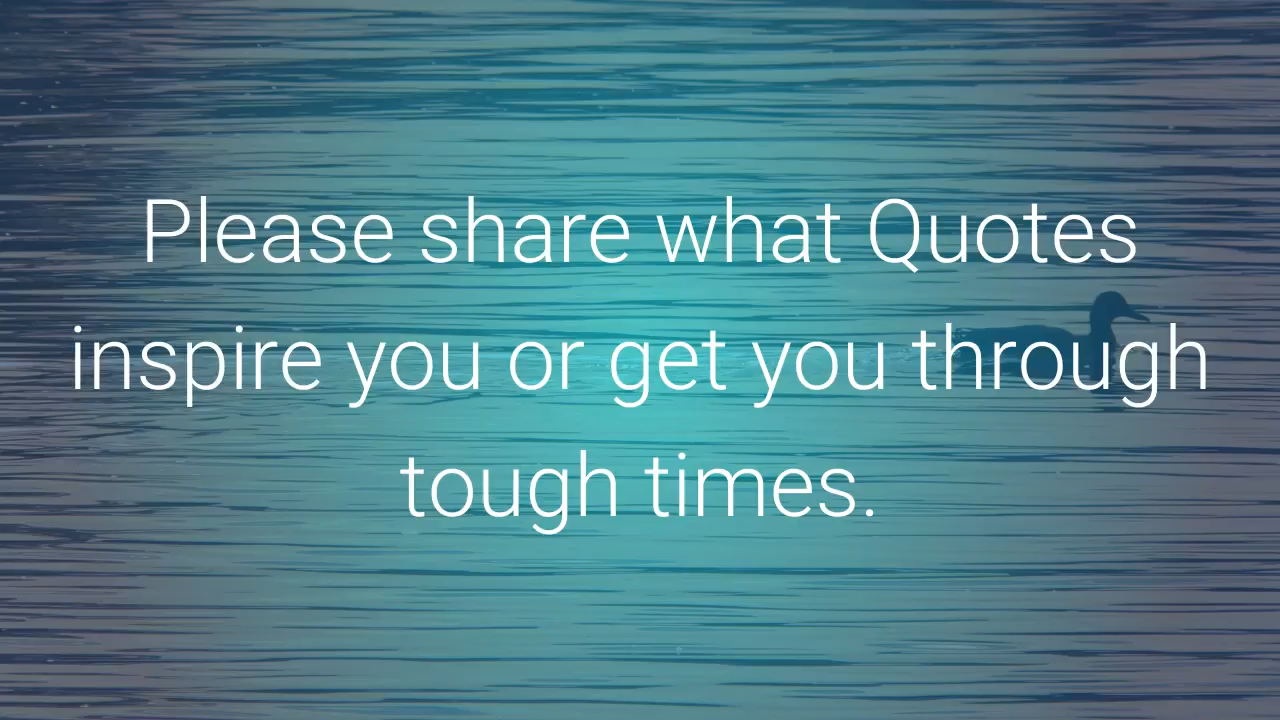 Please share what Quotes
inspire you or get you through
tough times.